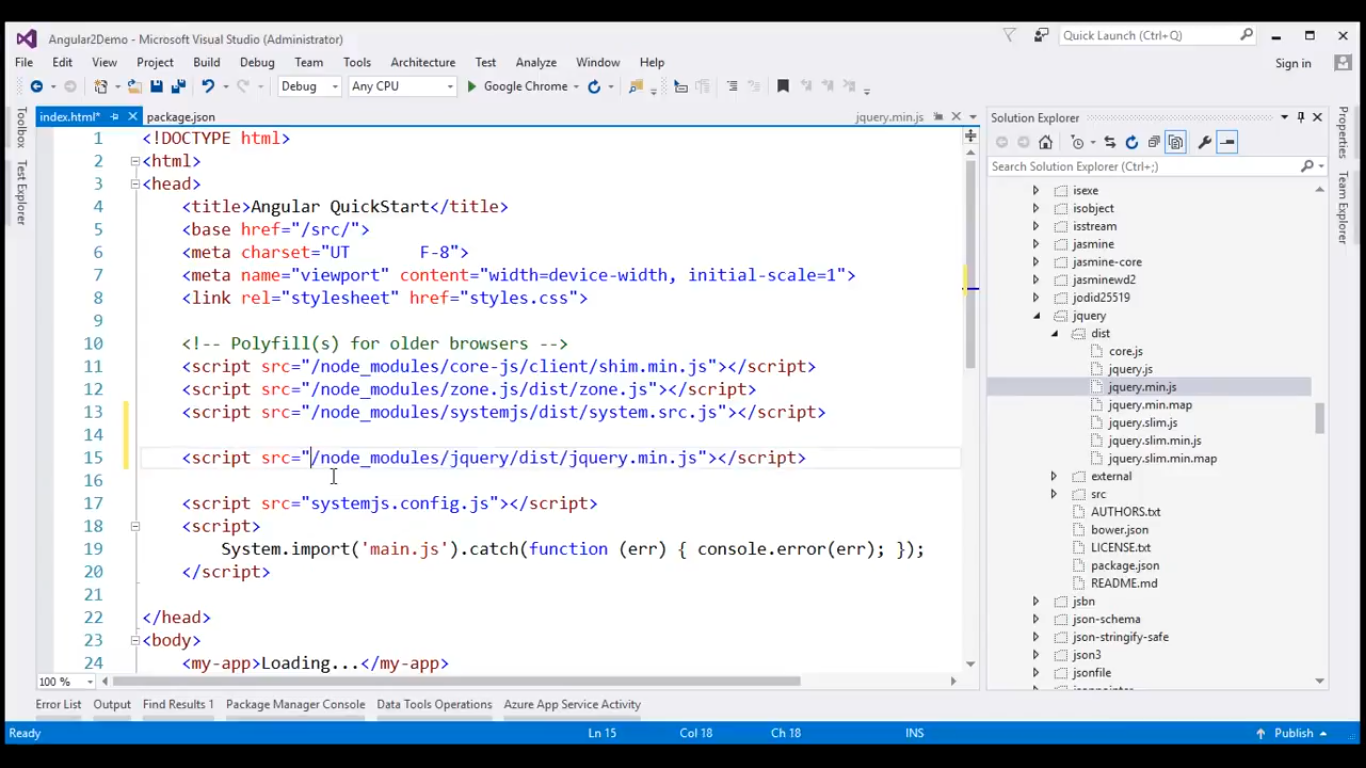 Angular2Demo - Microsoft Visual Studio (Administrator)
Quick Launch (Ctrl+Q)
File Edit View Project Build Debug Team Tools Architecture Test Analyze Window Help
Sign in
Debug Any CPU Google Chrome
index.html* package.json jquery.min.js
Toolbox
Test Explorer
1 <!DOCTYPE html>
2 <html>
3 <head>
4 <title>Angular QuickStart</title>
5 <base href="/src/">
6 <meta charset="UT F-8">
7 <meta name="viewport" content="width=device-width, initial-scale=1">
8 <link rel="stylesheet" href="styles.css">
9
10 <!-- Polyfill(s) for older browsers -->
11 <script src="/node_modules/core-js/client/shim.min.js"></script>
12 <script src="/node_modules/zone.js/dist/zone.js"></script>
13 <script src="/node_modules/systemjs/dist/system.src.js"></script>
14
15 <script src="/node_modules/jquery/dist/jquery.min.js"></script>
16
17 <script src="systemjs.config.js"></script>
18 <script>
19 System.import('main.js').catch(function (err) { console.error(err); });
20 </script>
21
22 </head>
23 <body>
24 <my-app>Loading...</my-app>
100 %
Solution Explorer
Search Solution Explorer (Ctrl+;)
isexe
isobject
isstream
jasmine
jasmine-core
jasminewd2
jodid25519
jquery
dist
core.js
jquery.js
jquery.min.js
jquery.min.map
jquery.slim.js
jquery.slim.min.js
jquery.slim.min.map
external
src
AUTHORS.txt
bower.json
LICENSE.txt
package.json
README.md
jsbn
json-schema
json-stringify-safe
json3
jsonfile
Properties
Team Explorer
Error List Output Find Results 1 Package Manager Console Data Tools Operations Azure App Service Activity
Ready Ln 15 Col 18 Ch 18 INS Publish